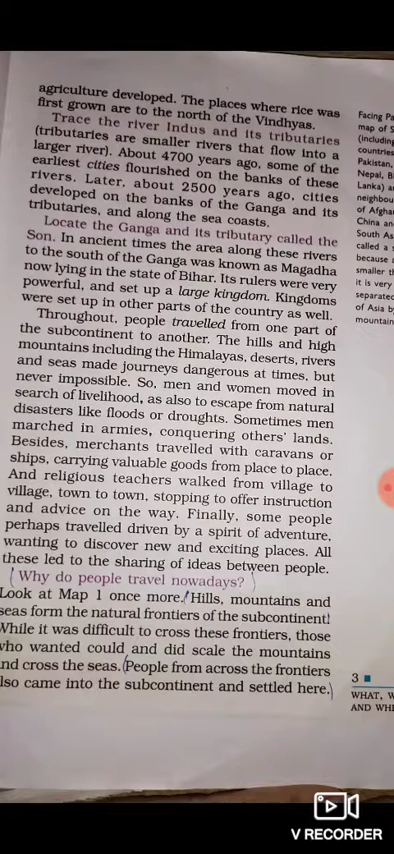 agriculture developed. The places where rice was
first grown are to the north of the Vindhyas.
Trace the river Indus and its tributaries
(tributaries are smaller rivers that flow into a
larger river). About 4700 years ago, some of the
earliest cities flourished on the banks of these
rivers. Later, about 2500 years ago, cities
developed on the banks of the Ganga and its
tributaries, and along the sea coasts.
Locate the Ganga and its tributary called the
Son. In ancient times the area along these rivers
to the south of the Ganga was known as Magadha
now lying in the state of Bihar. Its rulers were very
powerful, and set up a large kingdom. Kingdoms
were set up in other parts of the country as well.
Throughout, people travelled from one part of
the subcontinent to another. The hills and high
mountains including the Himalayas, deserts, rivers
and seas made journeys dangerous at times, but
never impossible. So, men and women moved in
search of livelihood, as also to escape from natural
disasters like floods or droughts. Sometimes men
marched in armies, conquering others' lands.
Besides, merchants travelled with caravans or
ships, carrying valuable goods from place to place.
And religious teachers walked from village to
village, town to town, stopping to offer instruction
and advice on the way. Finally, some people
perhaps travelled driven by a spirit of adventure,
wanting to discover new and exciting places. All
these led to the sharing of ideas between people.
Why do people travel nowadays?
Look at Map 1 once more. Hills, mountains and
seas form the natural frontiers of the subcontinent.
While it was difficult to cross these frontiers, those
who wanted could and did scale the mountains
nd cross the seas. (People from across the frontiers
lso came into the subcontinent and settled here.)
Facing Pa
map of S
(including
countries
Pakistan,
Nepal, B
Lanka) a
neighbou
of Afgha
China an
South As
called a s
because a
smaller th
it is very
separated
of Asia b
mountain
3
WHAT, W
AND WH
V RECORDER